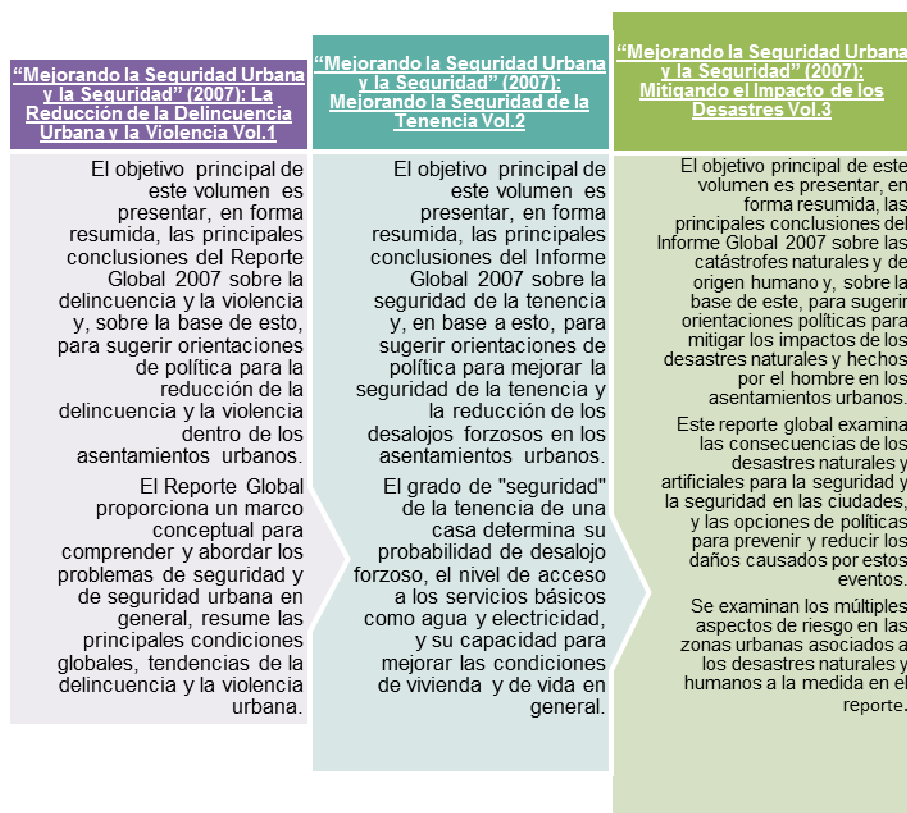 “Mejorando la Seguridad Urbana
y la Seguridad” (2007): La
Reducción de la Delincuencia
Urbana y la Violencia Vol.1
El objetivo principal de
este volumen es
presentar, en forma
resumida, las principales
conclusiones del Reporte
Global 2007 sobre la
delincuencia y la violencia
y, sobre la base de esto,
para sugerir orientaciones
de política para la
reducción de la
delincuencia y la violencia
dentro de los
asentamientos urbanos.
El Reporte Global
proporciona un marco
conceptual para
comprender y abordar los
problemas de seguridad y
de seguridad urbana en
general, resume las
principales condiciones
globales, tendencias de la
delincuencia y la violencia
urbana.
“Mejorando la Seguridad Urbana
y la Seguridad” (2007):
Mejorando la Seguridad de la
Tenencia Vol.2
El objetivo principal de
este volumen es
presentar, en forma
resumida, las principales
conclusiones del Informe
Global 2007 sobre la
seguridad de la tenencia
y, en base a esto, para
sugerir orientaciones de
política para mejorar la
seguridad de la tenencia y
la reducción de los
desalojos forzosos en los
asentamientos urbanos.
El grado de "seguridad"
de la tenencia de una
casa determina su
probabilidad de desalojo
forzoso, el nivel de acceso
a los servicios básicos
como agua y electricidad,
y su capacidad para
mejorar las condiciones
de vivienda y de vida en
general.
“Mejorando la Seguridad Urbana
y la Seguridad” (2007):
Mitigando el Impacto de los
Desastres Vol.3
El objetivo principal de este
volumen es presentar, en
forma resumida, las
principales conclusiones del
Informe Global 2007 sobre las
catástrofes naturales y de
origen humano y, sobre la
base de este, para sugerir
orientaciones políticas para
mitigar los impactos de los
desastres naturales y hechos
por el hombre en los
asentamientos urbanos.
Este reporte global examina
las consecuencias de los
desastres naturales y
artificiales para la seguridad y
la seguridad en las ciudades,
y las opciones de políticas
para prevenir y reducir los
daños causados por estos
eventos.
Se examinan los múltiples
aspectos de riesgo en las
zonas urbanas asociados a
los desastres naturales y
humanos a la medida en el
reporte.